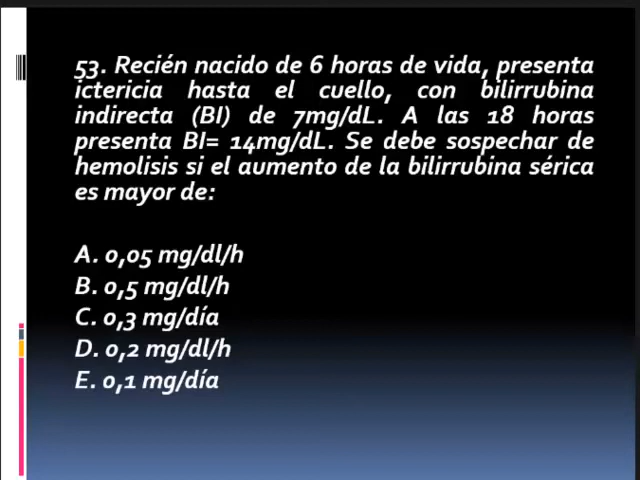 53. Recién nacido de 6 horas de vida, presenta
ictericia hasta el cuello, con bilirrubina
indirecta (BI) de 7mg/dL. A las 18 horas
presenta BI= 14mg/dL. Se debe sospechar de
hemolisis si el aumento de la bilirrubina sérica
es mayor de:
A. 0,05 mg/dl/h
B. 0,5 mg/dl/h
C. 0,3 mg/día
D. 0,2 mg/dl/h
E. 0,1 mg/día